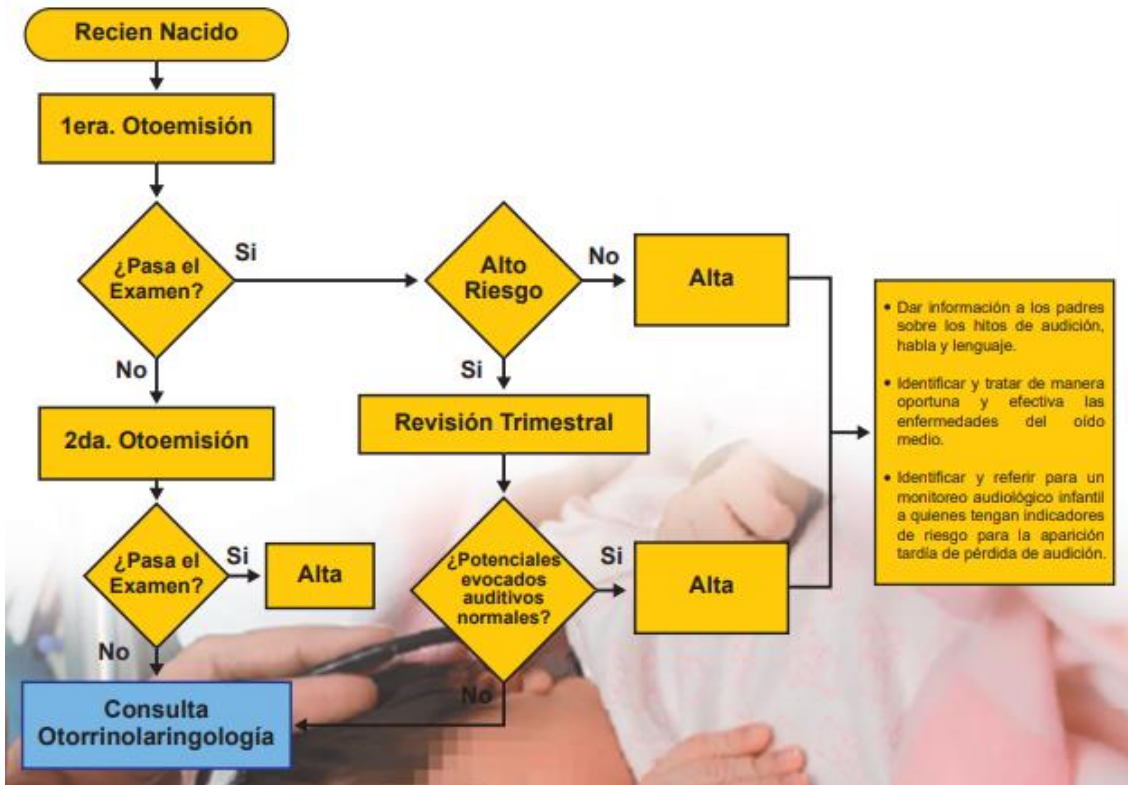 Recien Nacido
1era. Otoemisión
¿Pasa el
Examen?
Si
No
Alto
Riesgo
No
Si
Alta
2da. Otoemisión
Revisión Trimestral
¿Pasa el
Examen?
Si
No
Alta
¿Potenciales
evocados
auditivos
normales?
Si
No
Alta
Consulta
Otorrinolaringología
• Dar información a los padres
sobre los hitos de audición,
habla y lenguaje.
• Identificar y tratar de manera
oportuna y efectiva las
enfermedades del oído
medio.
• Identificar y referir para un
monitoreo audiológico infantil
a quienes tengan indicadores
de riesgo para la aparición
tardía de pérdida de audición.